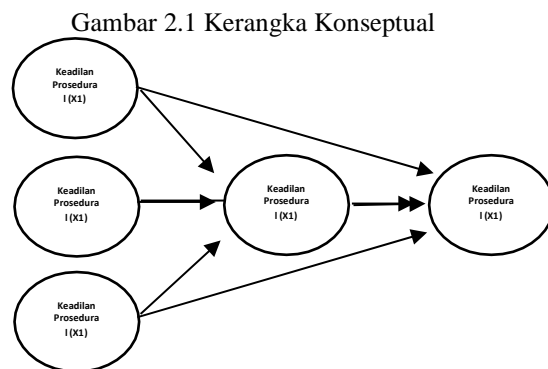 Gambar 2.1 Kerangka Konseptual
Keadilan
Prosedura
l (X1)
Keadilan
Prosedura
l (X1)
Keadilan
Prosedura
l (X1)
Keadilan
Prosedura
l (X1)
Keadilan
Prosedura
l (X1)